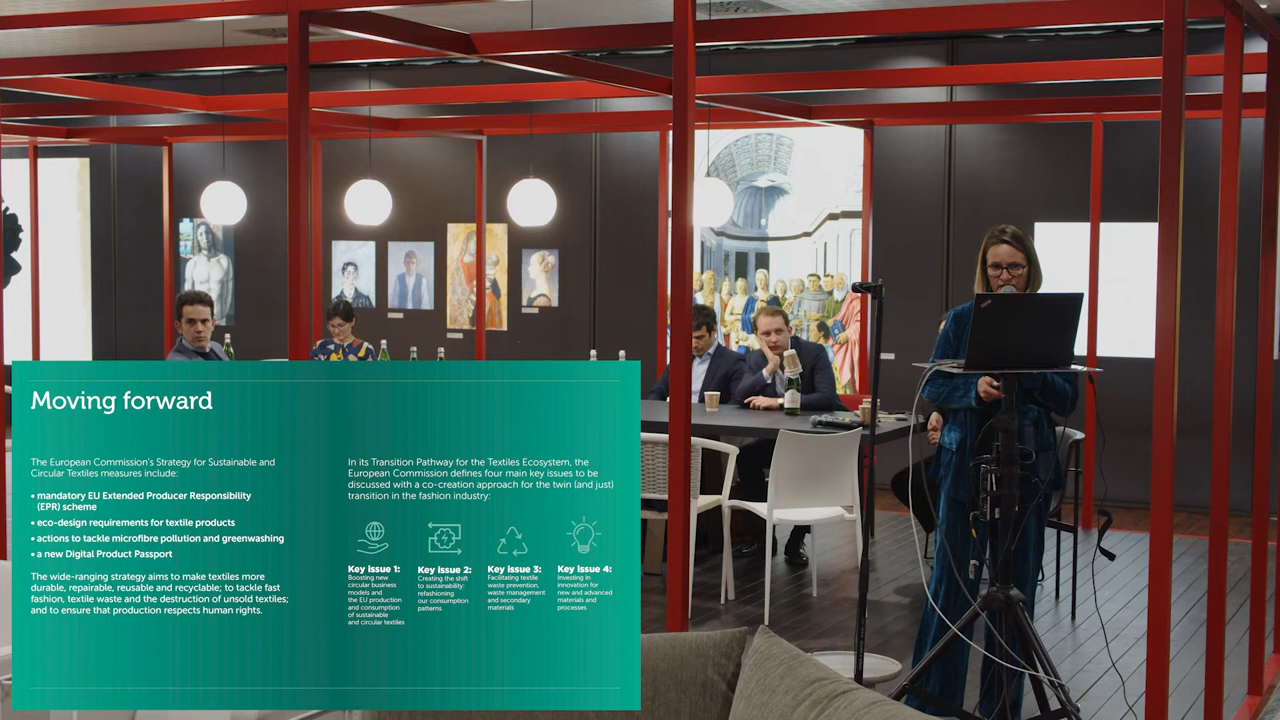 Moving forward
The European Commission's Strategy for Sustainable and
Circular Textiles measures include:
• mandatory EU Extended Producer Responsibility
(EPR) scheme
• eco-design requirements for textile products
• actions to tackle microfibre pollution and greenwashing
• a new Digital Product Passport
The wide-ranging strategy aims to make textiles more
durable, repairable, reusable and recyclable; to tackle fast
fashion, textile waste and the destruction of unsold textiles;
and to ensure that production respects human rights.
In its Transition Pathway for the Textiles Ecosystem, the
European Commission defines four main key issues to be
discussed with a co-creation approach for the twin (and just)
transition in the fashion industry:
Key issue 1:
Boosting new
circular business
models and
the EU production
and consumption
of sustainable
and circular textiles
Key issue 2:
Creating the shift
to sustainability:
refashioning
our consumption
patterns
Key issue 3:
Facilitating textile
waste prevention,
waste management
and secondary
materials
Key issue 4:
Investing in
innovation for
new and advanced
materials and
processes